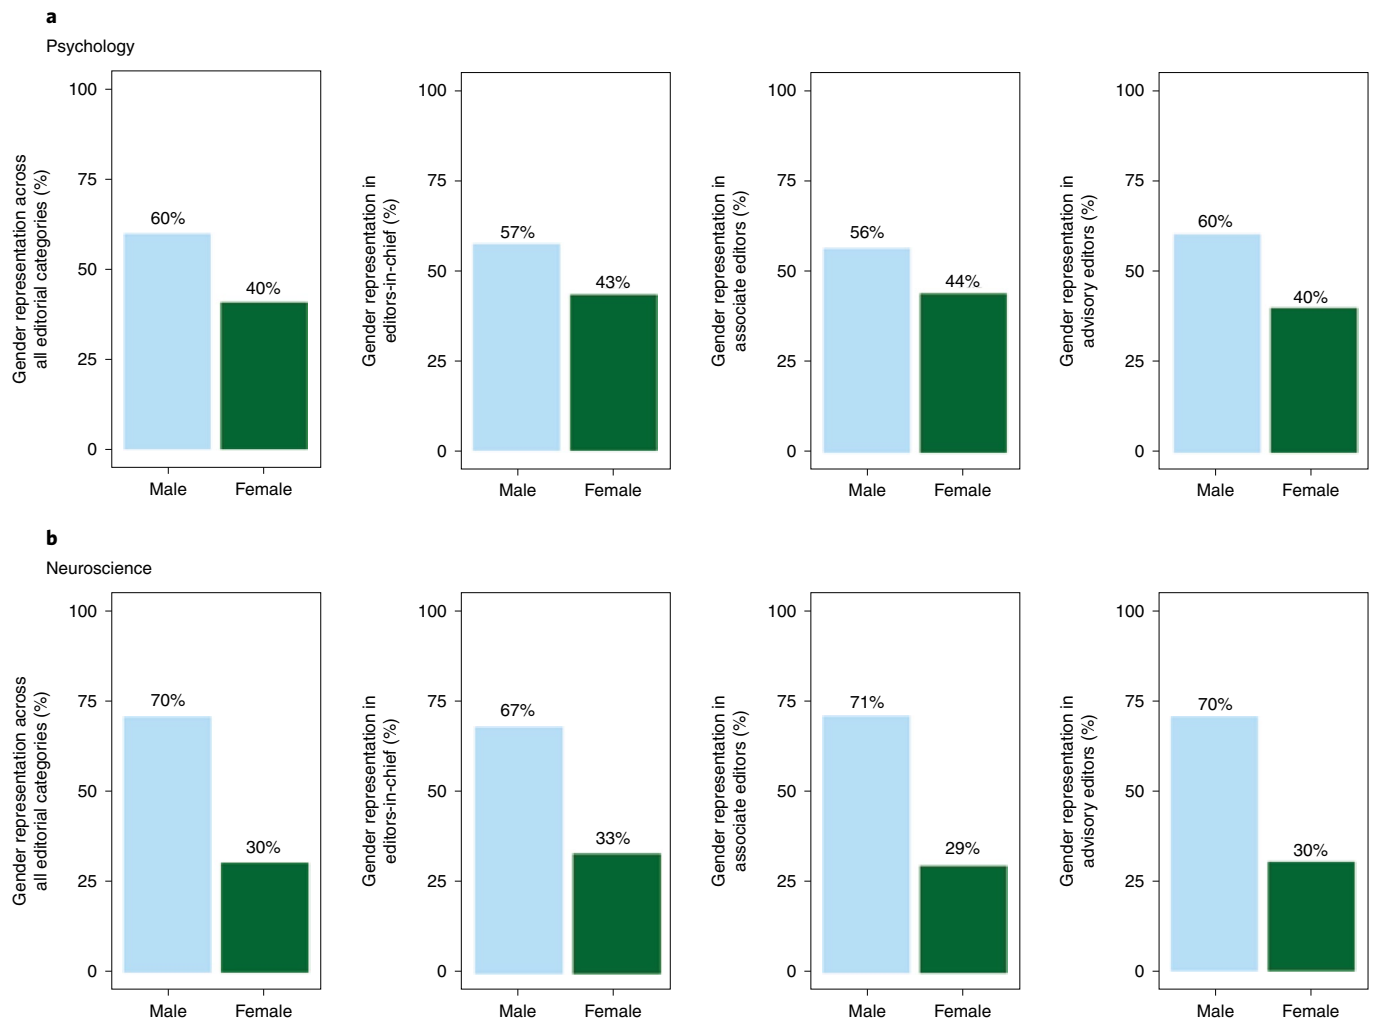 a
Psychology
Gender representation across
all editorial categories (%)
100
75
50
25
0
60%
40%
Male
Female
Gender representation in
editors-in-chief (%)
100
75
50
25
0
57%
43%
Male
Female
Gender representation in
associate editors (%)
100
75
50
25
0
56%
44%
Male
Female
Gender representation in
advisory editors (%)
100
75
50
25
0
60%
40%
Male
Female
b
Neuroscience
Gender representation across
all editorial categories (%)
100
75
50
25
0
70%
30%
Male
Female
Gender representation in
editors-in-chief (%)
100
75
50
25
0
67%
33%
Male
Female
Gender representation in
associate editors (%)
100
75
50
25
0
71%
29%
Male
Female
Gender representation in
advisory editors (%)
100
75
50
25
0
70%
30%
Male
Female